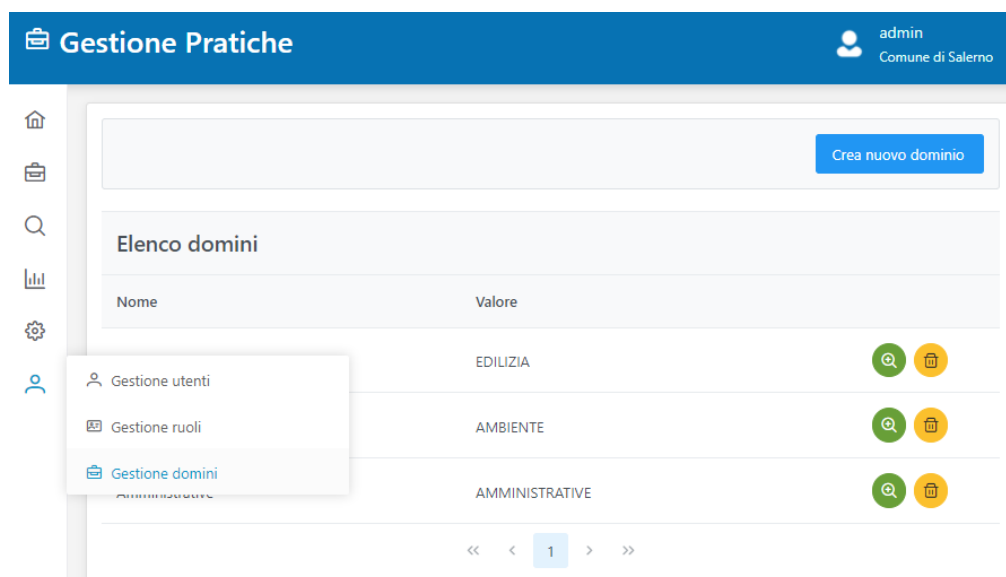 Gestione Pratiche
admin
Comune di Salerno
Crea nuovo dominio
Elenco domini
Nome Valore
EDILIZIA
Gestione utenti
Gestione ruoli
AMBIENTE
Gestione domini
Amministrative AMMINISTRATIVE
<< < 1 > >>